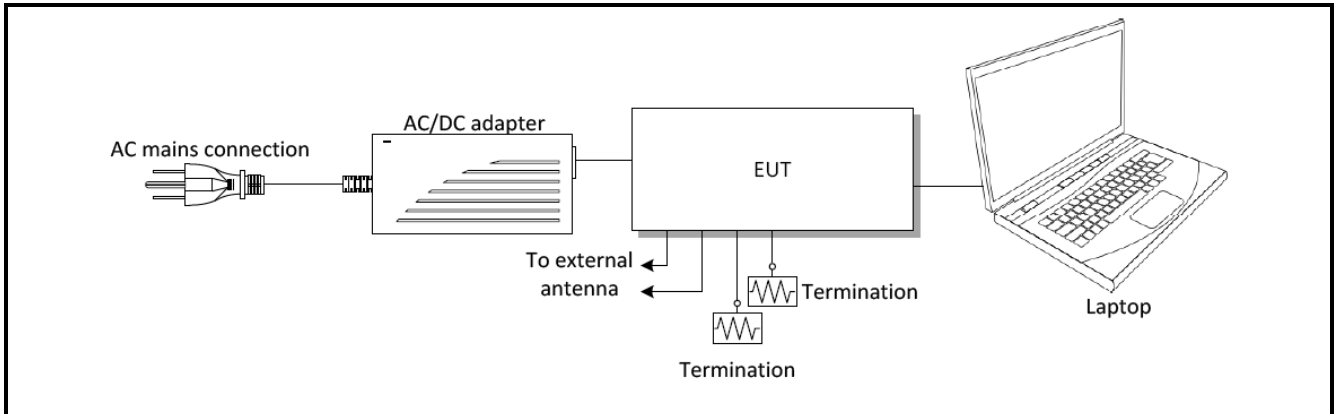 AC mains connection
AC/DC adapter
EUT
To external
antenna
Termination
Termination
Laptop